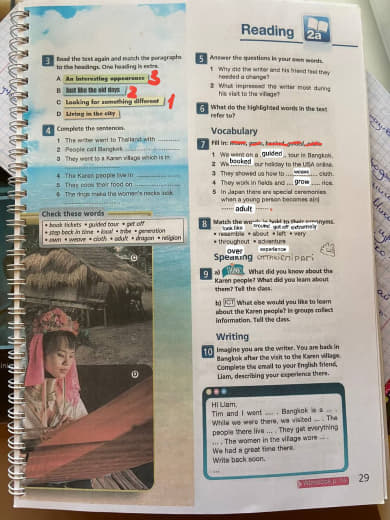 Reading 2a
3 Read the text again and match the paragraphs
to the headings. One heading is extra.
A An interesting appearance 3
B Just like the old days 2
C Looking for something different 1
D Living in the city
4 Complete the sentences.
1 The writer went to Thailand with
2 People call Bangkok
3 They went to a Karen village which is in
4 The Karen people live in
5 They cook their food on
6 The rings make the women's necks look
Check these words
• book tickets • guided tour • get off
• step back in time • local • tribe • generation
• own • weave • cloth • adult • dragon • religion
C
D
5 Answer the questions in your own words.
1 Why did the writer and his friend feel they
needed a change?
2 What impressed the writer most during
his visit to the village?
6 What do the highlighted words in the text
refer to?
Vocabulary
7 Fill in:
1 We went on a guided tour in Bangkok.
2 We booked our holiday to the USA online.
3 They showed us how to weave cloth.
4 They work in fields and grow rice.
5 In Japan there are special ceremonies
when a young person becomes a(n)
adult
8 Match the words in bold to their synonyms.
look like around get off extremely
• resemble • about • left • very
• throughout • adventure
over experience
Speaking
9 a) What did you know about the
Karen people? What did you learn about
them? Tell the class.
b) ICT What else would you like to learn
about the Karen people? In groups collect
information. Tell the class.
Writing
10 Imagine you are the writer. You are back in
Bangkok after the visit to the Karen village.
Complete the email to your English friend,
Liam, describing your experience there.
Hi Liam,
Tim and I went ... . Bangkok is a ... .
While we were there, we visited ... . The
people there live ... . They get everything
... . The women in the village wore ... .
We had a great time there.
Write back soon.
...
29